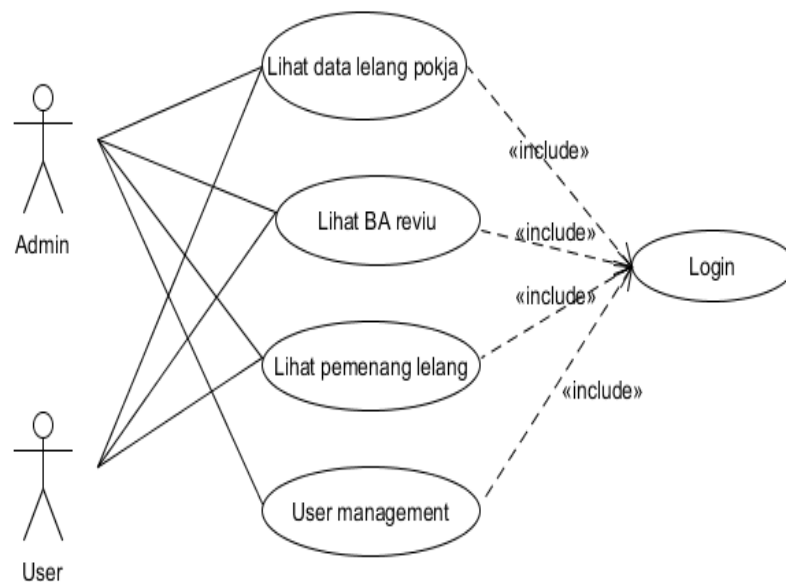 Lihat data lelang pokja
«include»
Admin
Lihat BA reviu
«include»
Login
«include»
Lihat pemenang lelang
«include»
User management
User